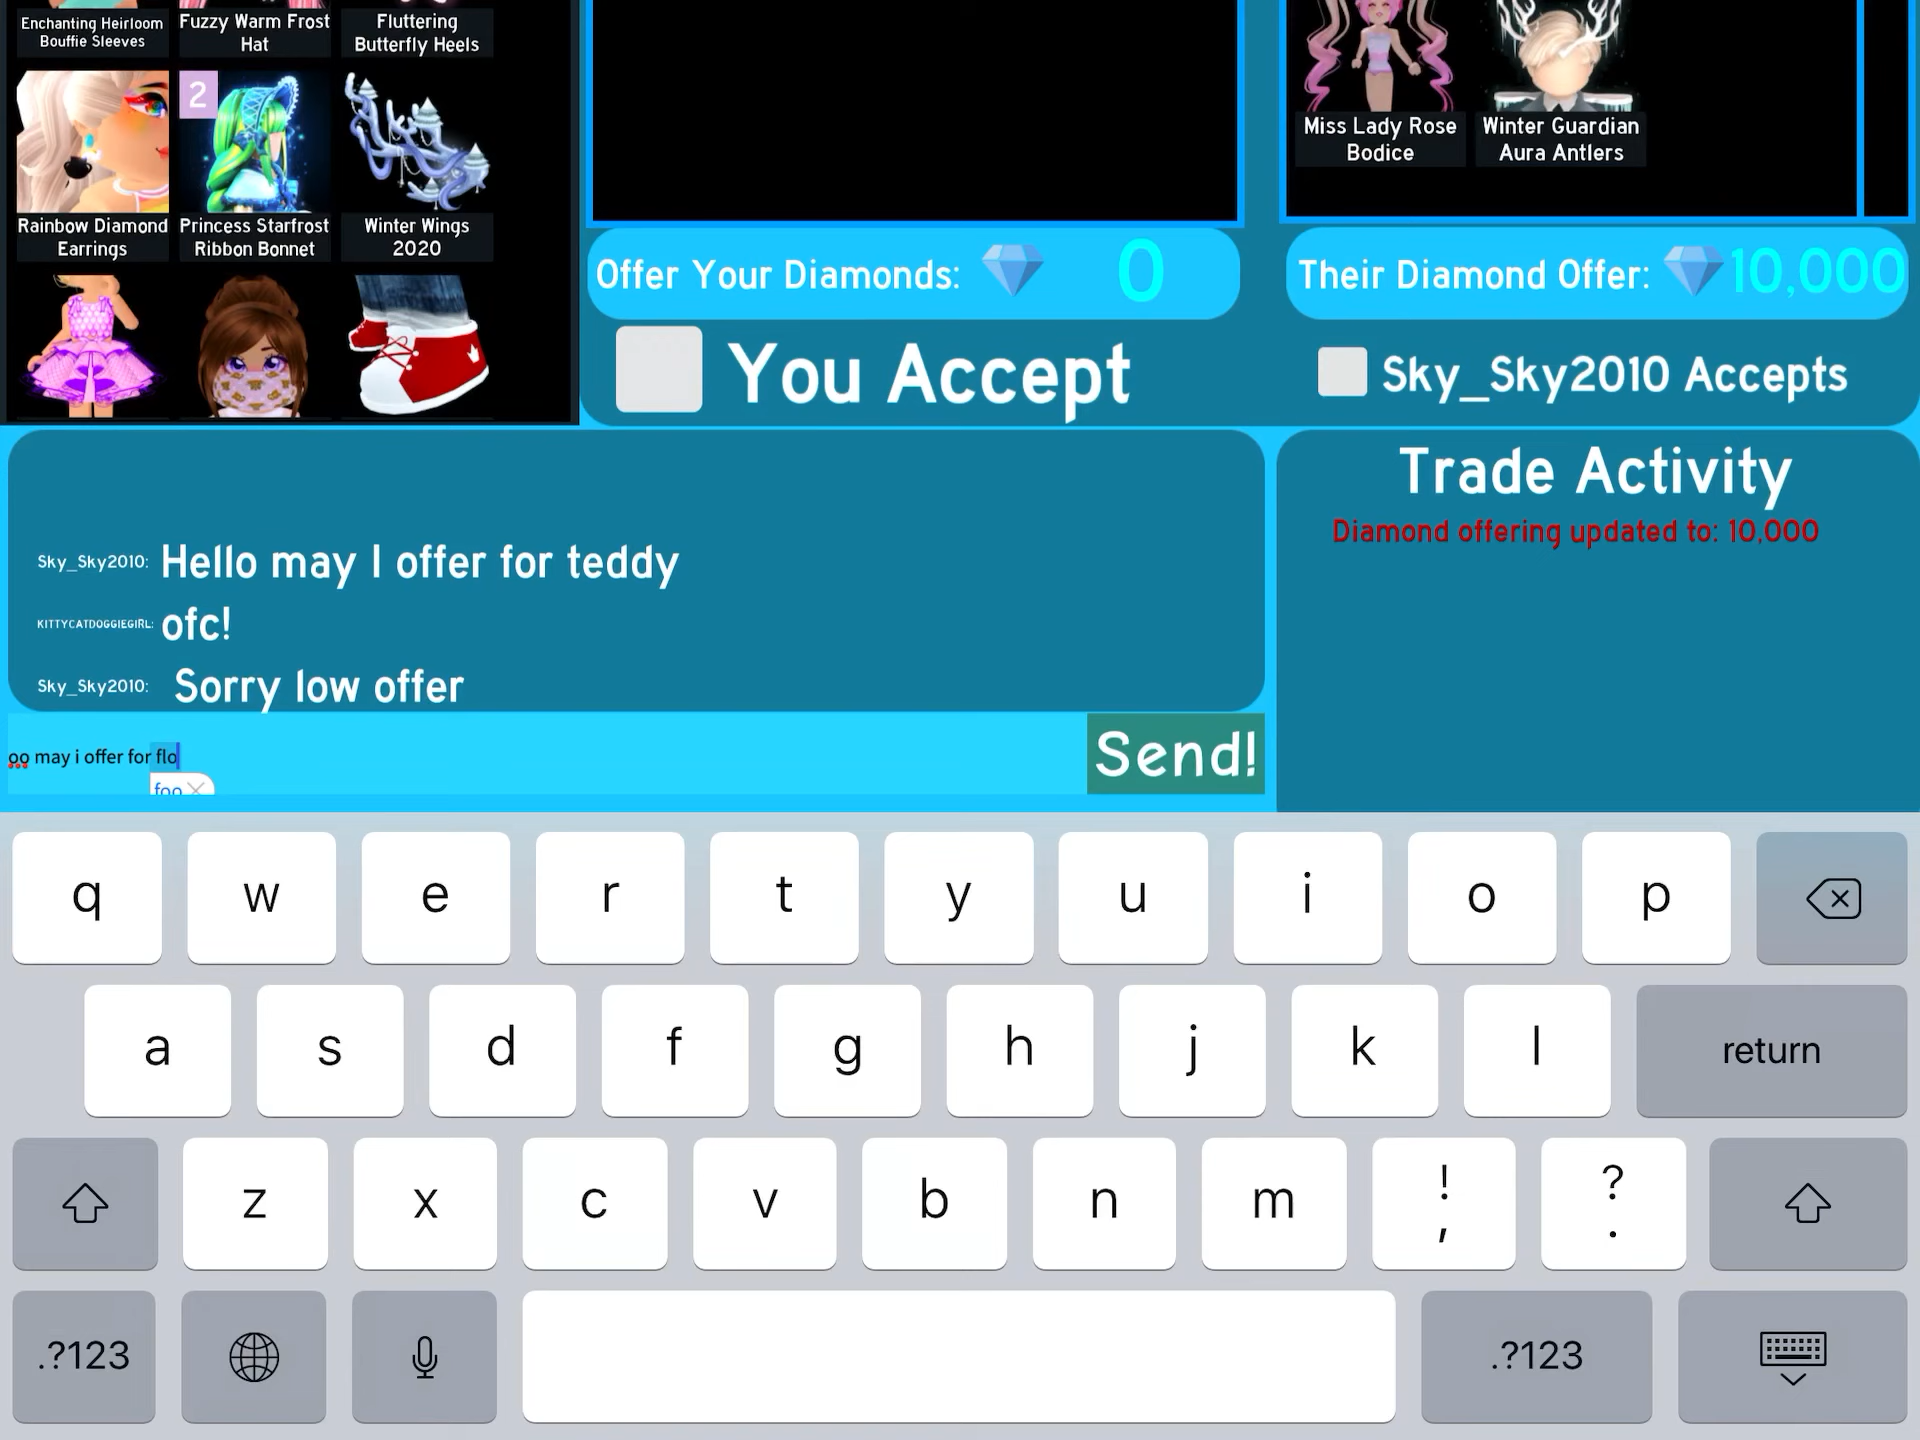 Enchanting Heirloom
Bouffie Sleeves
Fuzzy Warm Frost
Hat
Fluttering
Butterfly Heels
2
Rainbow Diamond
Earrings
Princess Starfrost
Ribbon Bonnet
Winter Wings
2020
Miss Lady Rose
Bodice
Winter Guardian
Aura Antlers
Offer Your Diamonds: 0
Their Diamond Offer: 10,000
You Accept
Sky_Sky2010 Accepts
Sky_Sky2010: Hello may I offer for teddy
KITTYCATDOGGIEGIRL: ofc!
Sky_Sky2010: Sorry low offer
Trade Activity
Diamond offering updated to: 10,000
oo may i offer for flo
foo
Send!
q w e r t y u i o p
a s d f g h j k l return
z x c v b n m ! , ? .
.?123 .?123